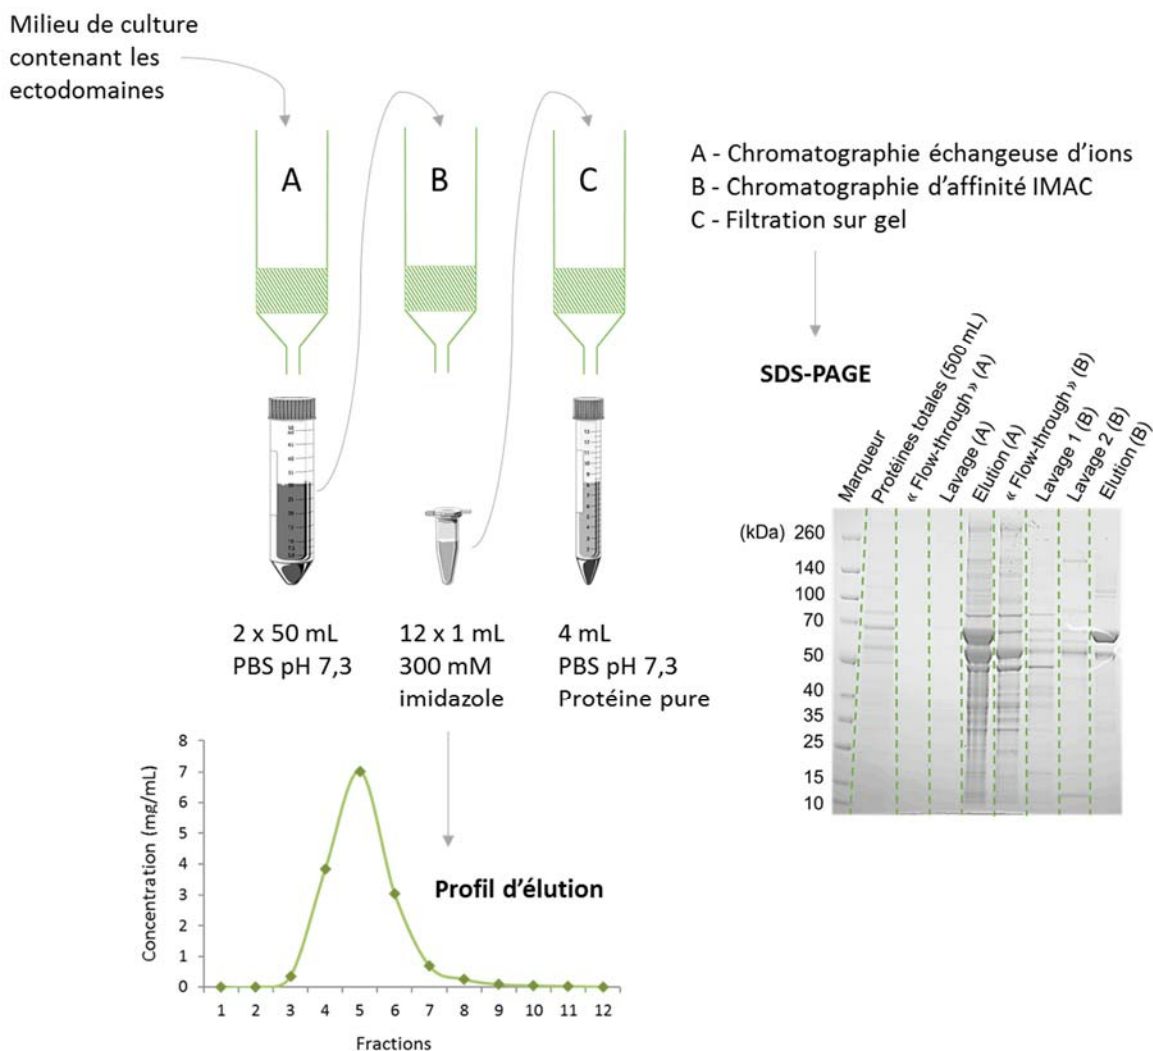 Milieu de culture
contenant les
ectodomaines
A
B
C
A - Chromatographie échangeuse d'ions
B - Chromatographie d'affinité IMAC
C - Filtration sur gel
SDS-PAGE
Marqueur
Protéines totales (500 mL)
« Flow-through » (A)
Lavage (A)
Elution (A)
« Flow-through » (B)
Lavage 1 (B)
Lavage 2 (B)
Elution (B)
(kDa)
260
140
100
70
50
40
35
25
15
10
2 x 50 mL
PBS pH 7,3
12 x 1 mL
300 mM
imidazole
4 mL
PBS pH 7,3
Protéine pure
Profil d'élution
Concentration (mg/mL)
8
7
6
5
4
3
2
1
0
1 2 3 4 5 6 7 8 9 10 11 12
Fractions